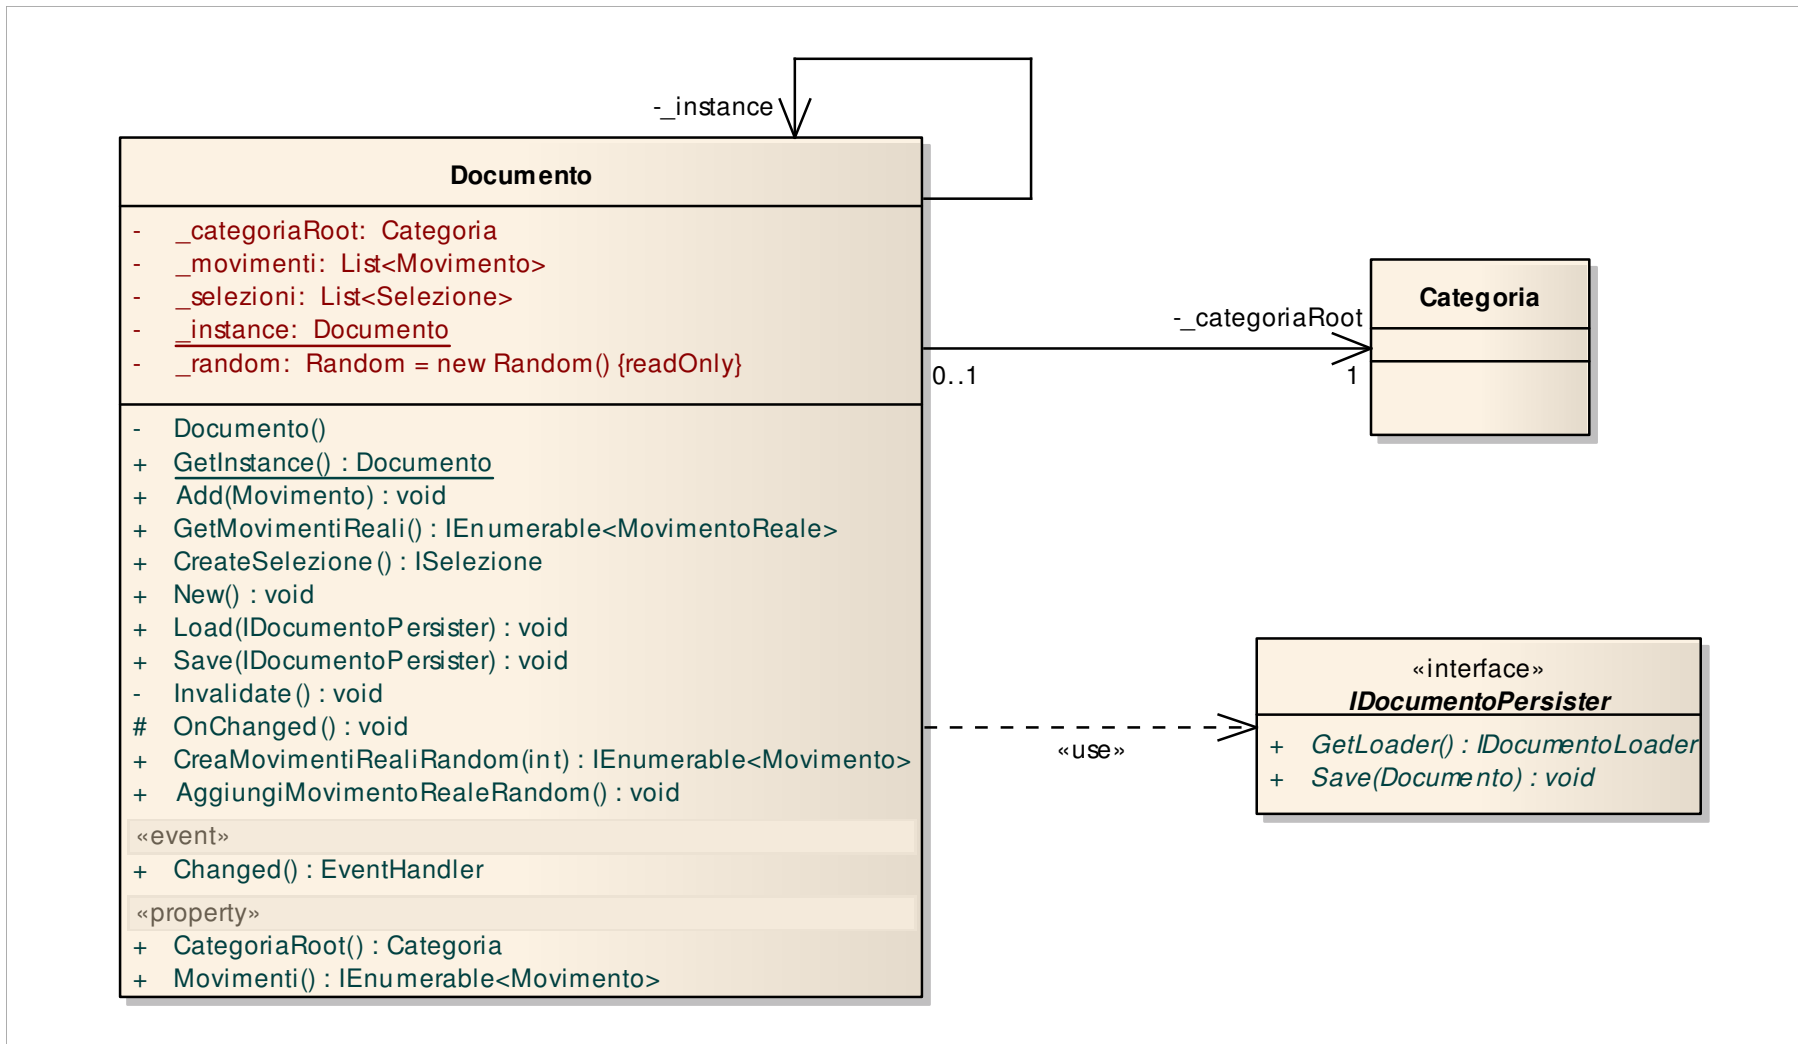 -_instance
Documento
- _categoriaRoot: Categoria
- _movimenti: List<Movimento>
- _selezioni: List<Selezione>
- _instance: Documento
- _random: Random = new Random() {readOnly}
- Documento()
+ GetInstance() : Documento
+ Add(Movimento) : void
+ GetMovimentiReali() : IEnumerable<MovimentoReale>
+ CreateSelezione() : ISelezione
+ New() : void
+ Load(IDocumentoPersister) : void
+ Save(IDocumentoPersister) : void
- Invalidate() : void
# OnChanged() : void
+ CreaMovimentiRealiRandom(int) : IEnumerable<Movimento>
+ AggiungiMovimentoRealeRandom() : void
«event»
+ Changed() : EventHandler
«property»
+ CategoriaRoot() : Categoria
+ Movimenti() : IEnumerable<Movimento>
-_categoriaRoot
0..1
1
Categoria
«use»
«interface»
IDocumentoPersister
+ GetLoader() : IDocumentoLoader
+ Save(Documento) : void